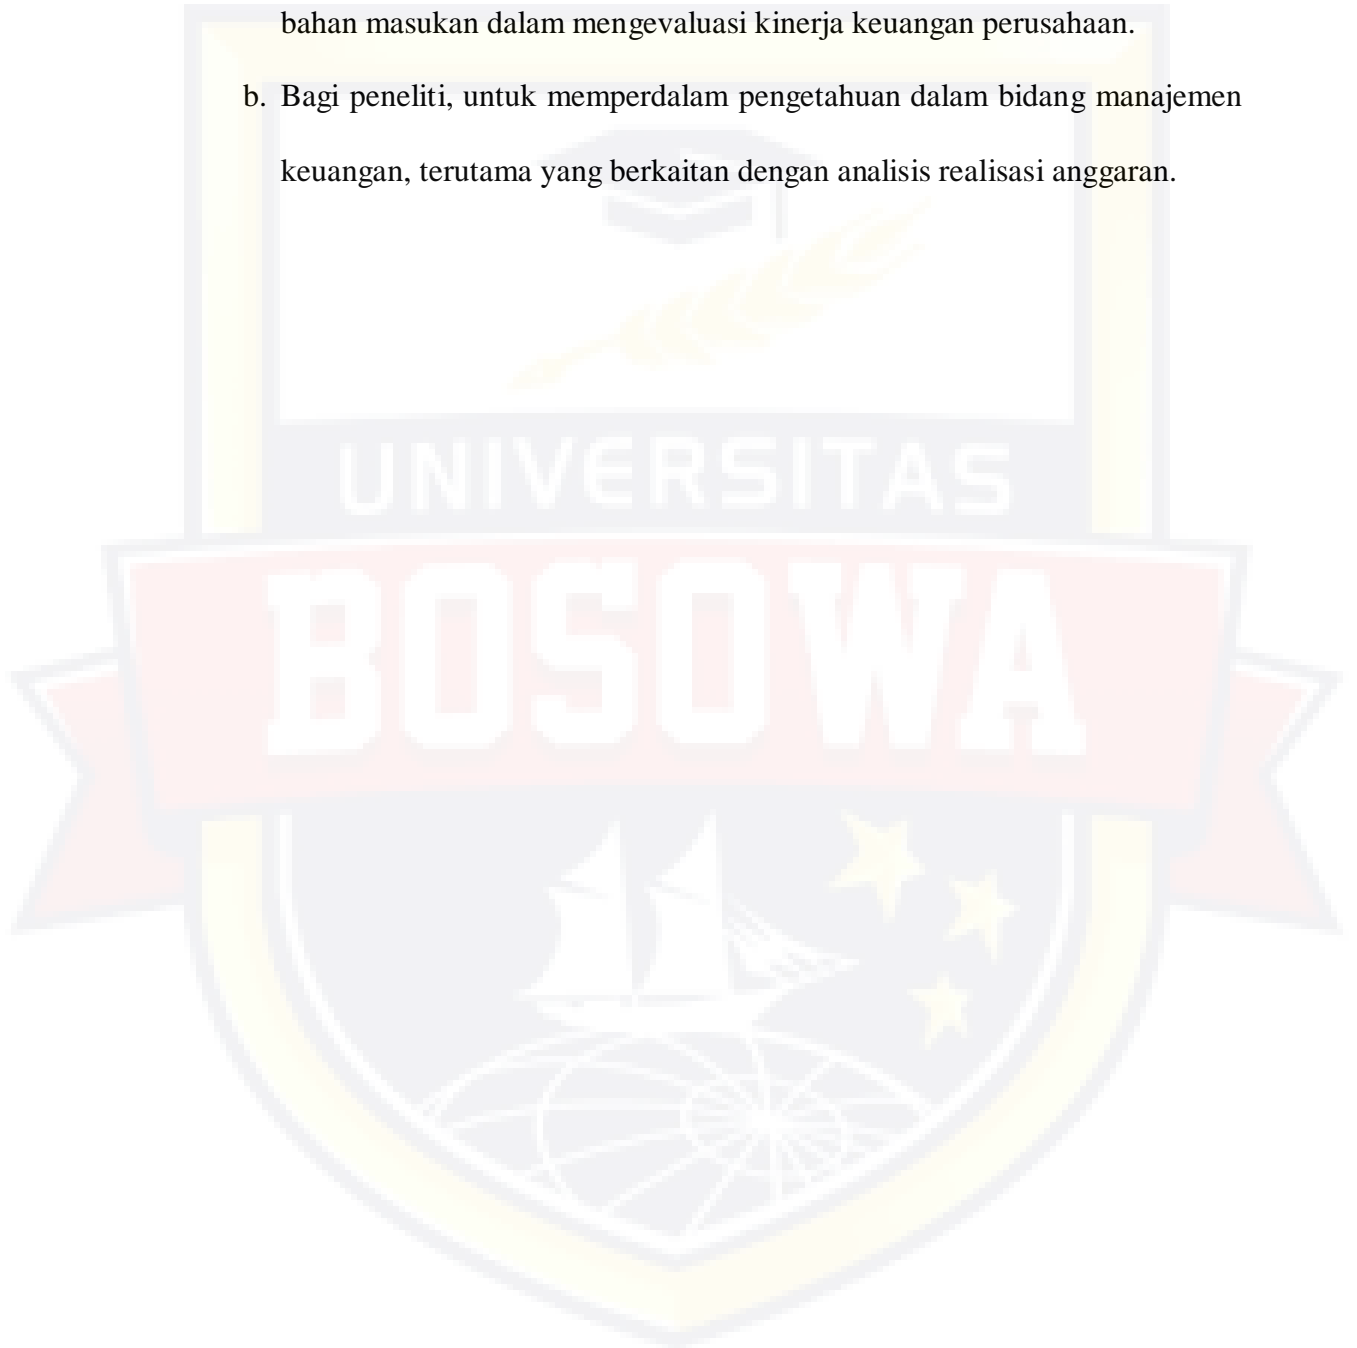 bahan masukan dalam mengevaluasi kinerja keuangan perusahaan.
b. Bagi peneliti, untuk memperdalam pengetahuan dalam bidang manajemen
keuangan, terutama yang berkaitan dengan analisis realisasi anggaran.
UNIVERSITAS
BOSOWA